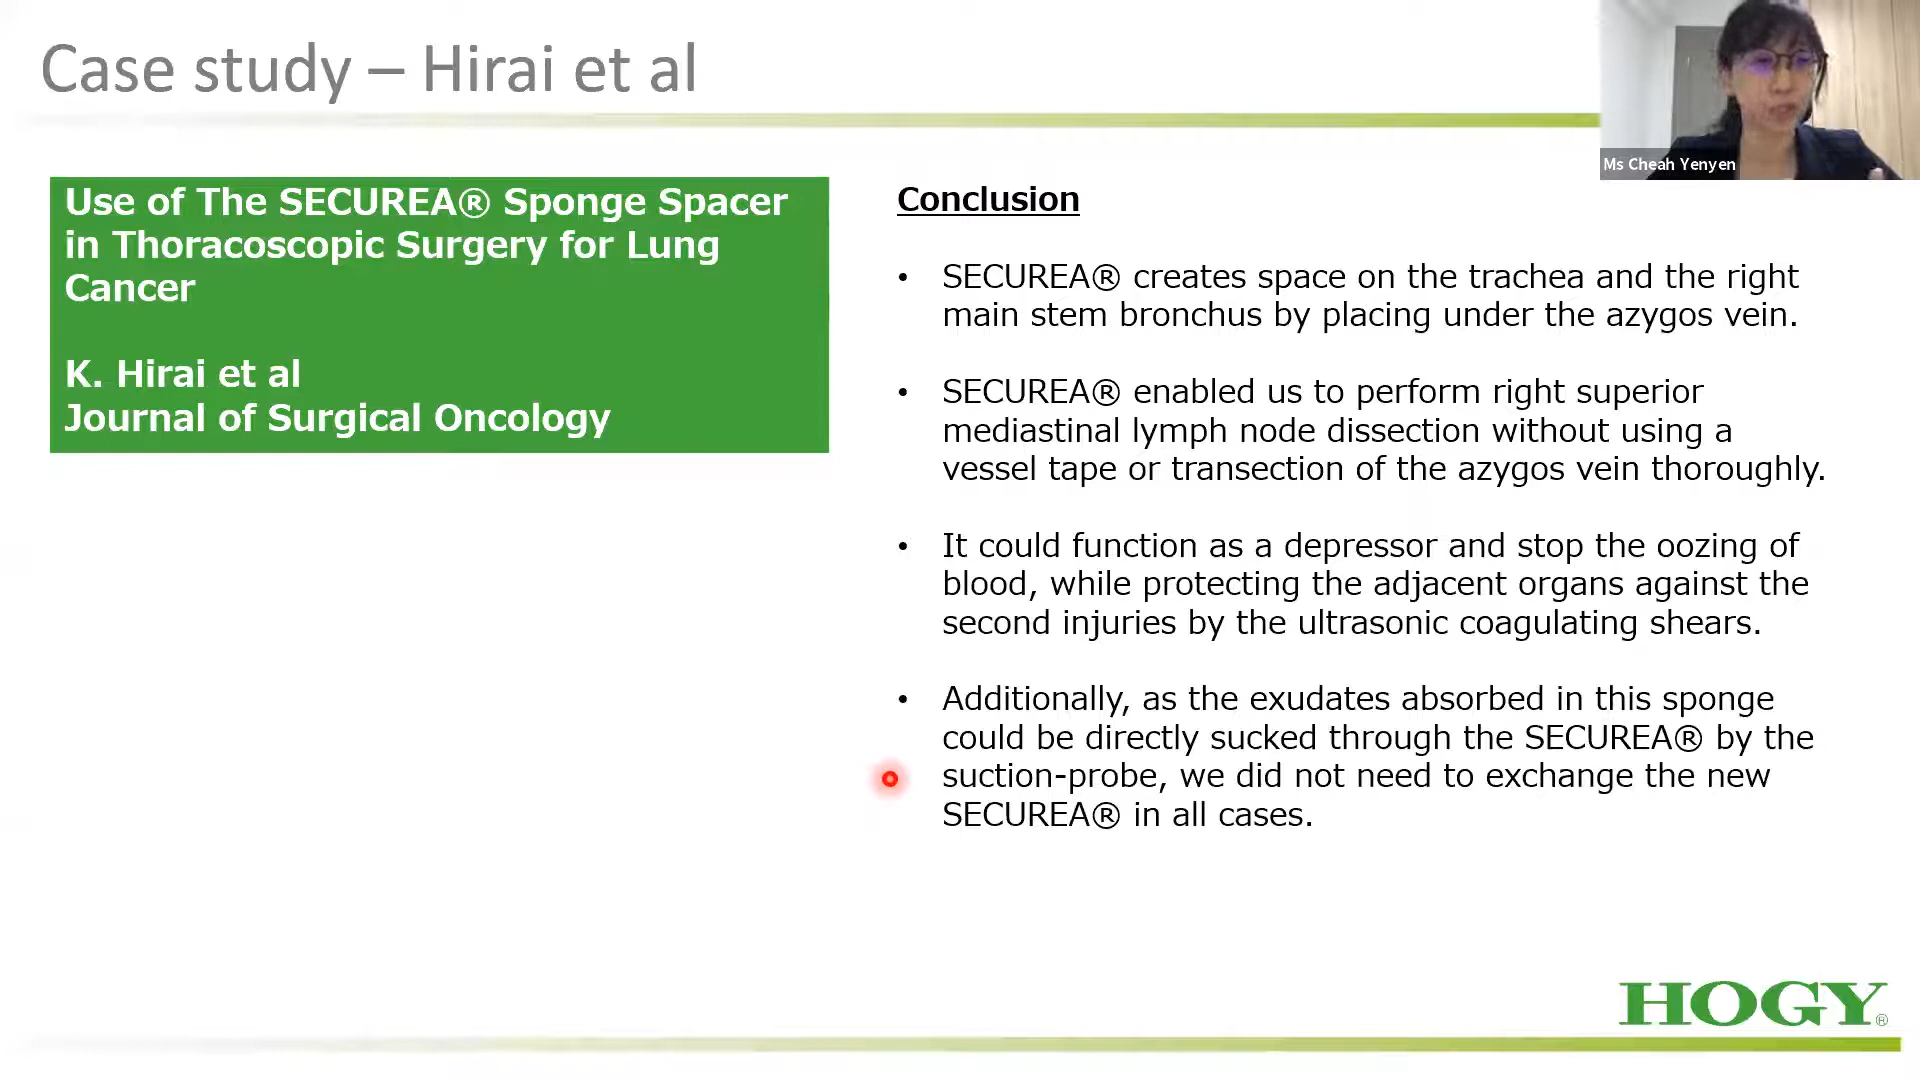 Case study – Hirai et al
Ms Cheah Yenyen
Use of The SECUREA® Sponge Spacer
in Thoracoscopic Surgery for Lung
Cancer
K. Hirai et al
Journal of Surgical Oncology
Conclusion
• SECUREA® creates space on the trachea and the right
main stem bronchus by placing under the azygos vein.
• SECUREA® enabled us to perform right superior
mediastinal lymph node dissection without using a
vessel tape or transection of the azygos vein thoroughly.
• It could function as a depressor and stop the oozing of
blood, while protecting the adjacent organs against the
second injuries by the ultrasonic coagulating shears.
• Additionally, as the exudates absorbed in this sponge
could be directly sucked through the SECUREA® by the
suction-probe, we did not need to exchange the new
SECUREA® in all cases.
HOGY®